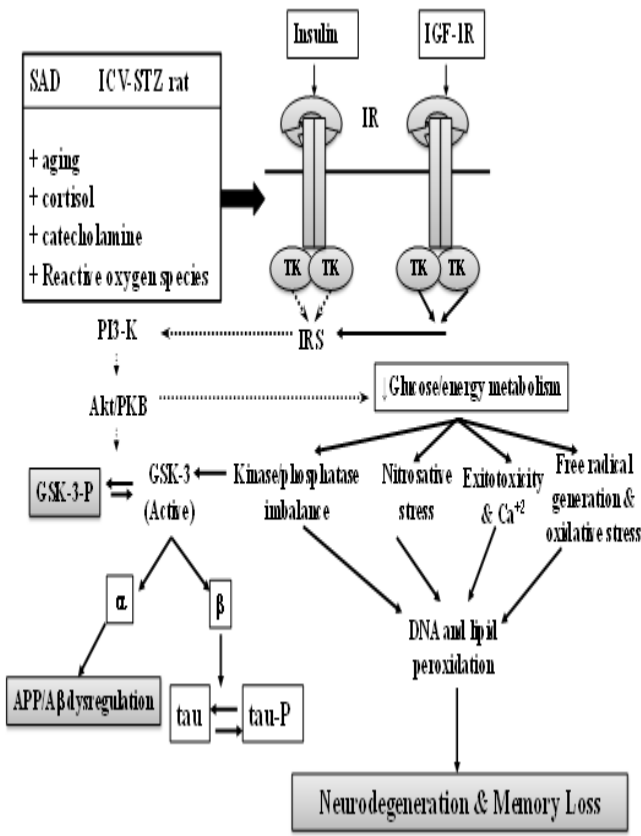 Insulin
IGF-1R
SAD ICV-STZ rat
+ aging
+ cortisol
+ catecholamine
+ Reactive oxygen species
IR
TK TK
TK TK
PI3-K
IRS
Akt/PKB
↓Glucose/energy metabolism
GSK-3-P
GSK-3
(Active)
Kinase/phosphatase
imbalance
Nitrosative
stress
Exitotoxicity
& Ca+2
Free radical
generation &
oxidative stress
α
β
DNA and lipid
peroxidation
APP/Aβ dysregulation
tau
tau-P
Neurodegeneration & Memory Loss